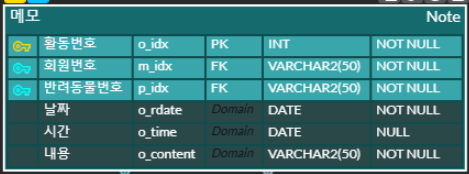 메모 Note
활동번호 o_idx PK INT NOT NULL
회원번호 m_idx FK VARCHAR2(50) NOT NULL
반려동물번호 p_idx FK VARCHAR2(50) NOT NULL
날짜 o_rdate Domain DATE NOT NULL
시간 o_time Domain DATE NULL
내용 o_content Domain VARCHAR2(50) NOT NULL